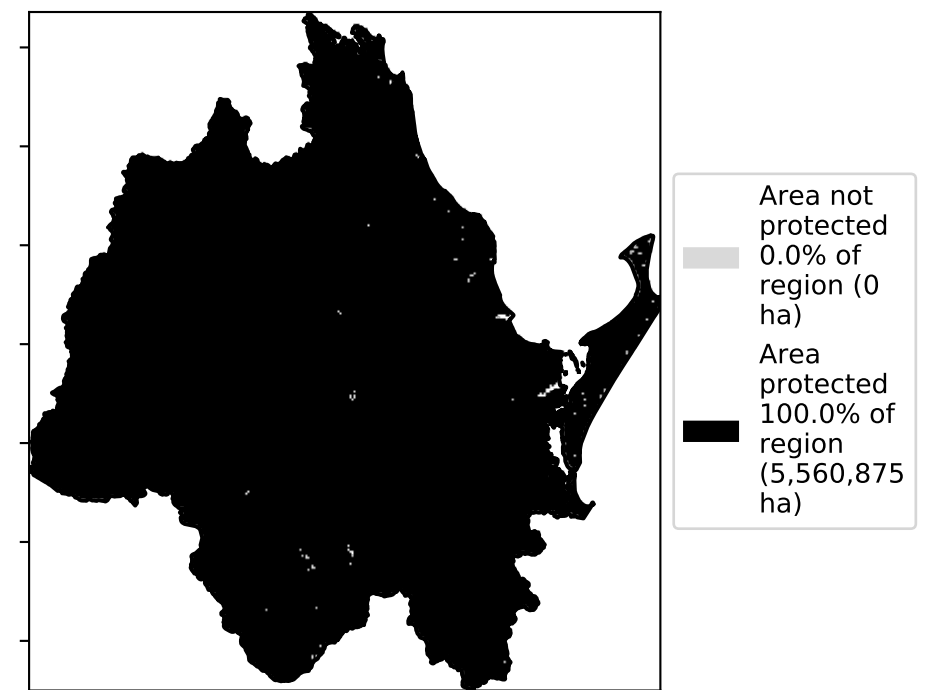 Area not
protected
0.0% of
region (0
ha)
Area
protected
100.0% of
region
(5,560,875
ha)